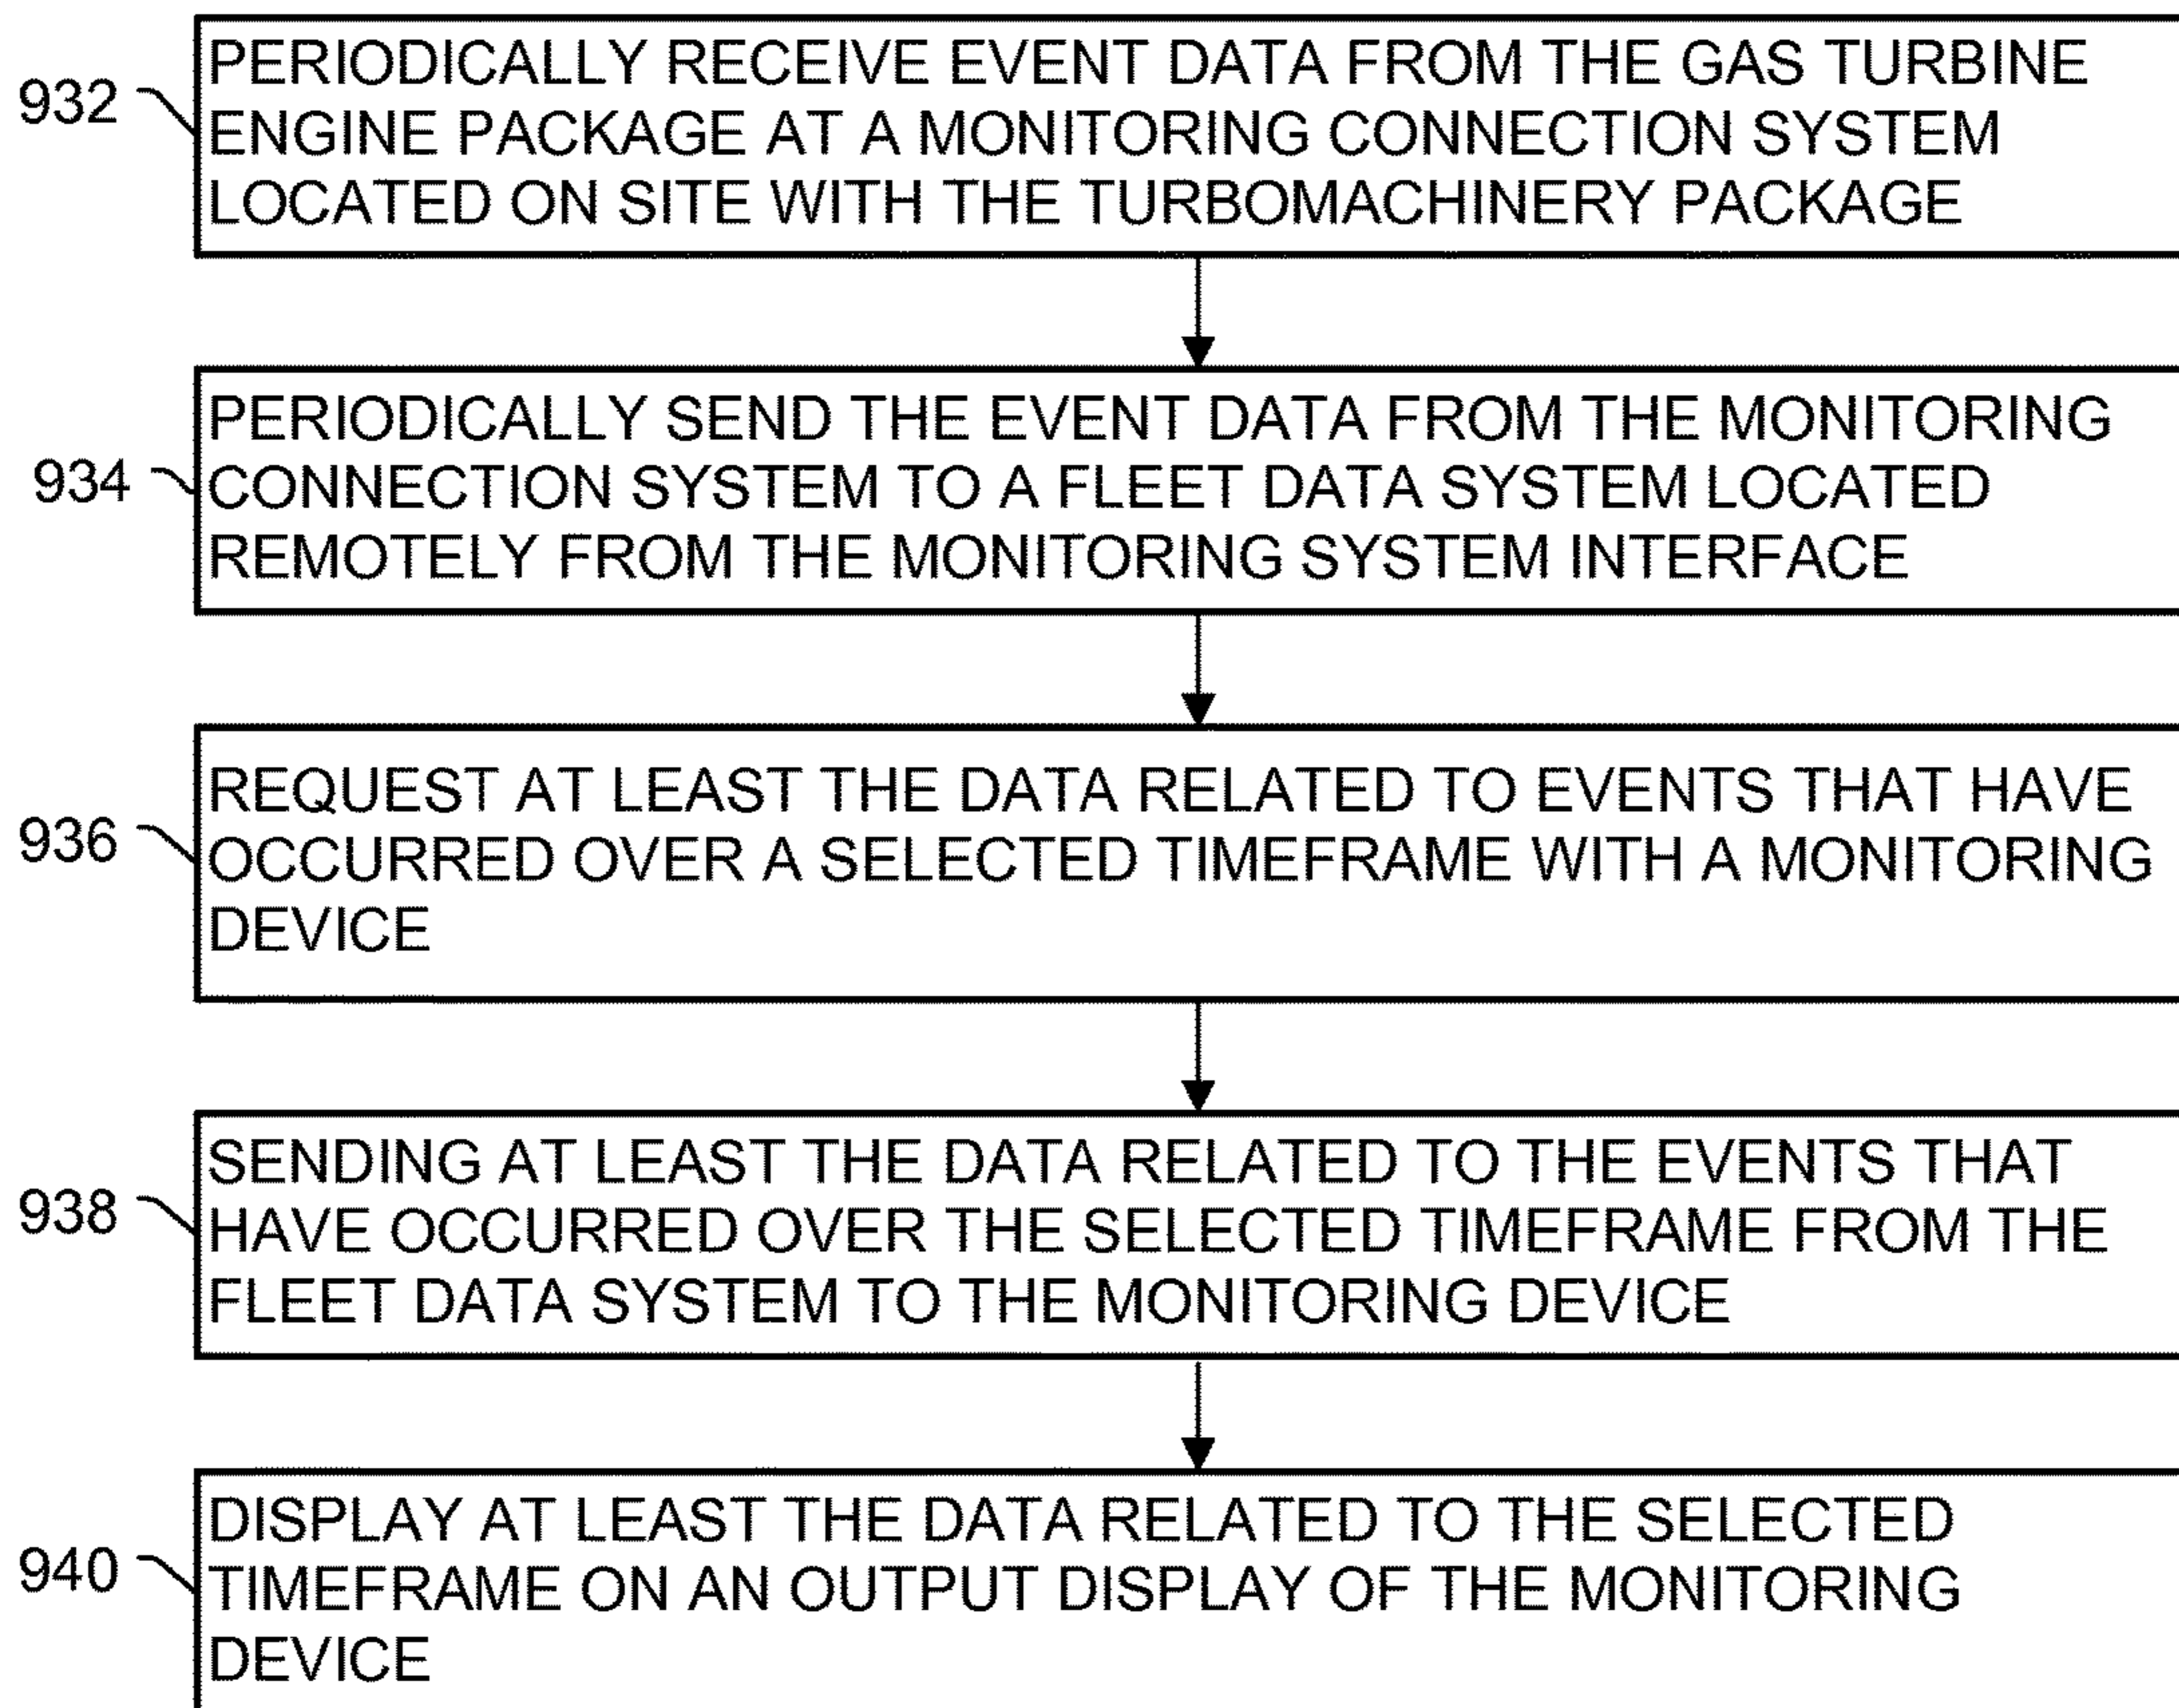 932
PERIODICALLY RECEIVE EVENT DATA FROM THE GAS TURBINE
ENGINE PACKAGE AT A MONITORING CONNECTION SYSTEM
LOCATED ON SITE WITH THE TURBOMACHINERY PACKAGE
934
PERIODICALLY SEND THE EVENT DATA FROM THE MONITORING
CONNECTION SYSTEM TO A FLEET DATA SYSTEM LOCATED
REMOTELY FROM THE MONITORING SYSTEM INTERFACE
936
REQUEST AT LEAST THE DATA RELATED TO EVENTS THAT HAVE
OCCURRED OVER A SELECTED TIMEFRAME WITH A MONITORING
DEVICE
938
SENDING AT LEAST THE DATA RELATED TO THE EVENTS THAT
HAVE OCCURRED OVER THE SELECTED TIMEFRAME FROM THE
FLEET DATA SYSTEM TO THE MONITORING DEVICE
940
DISPLAY AT LEAST THE DATA RELATED TO THE SELECTED
TIMEFRAME ON AN OUTPUT DISPLAY OF THE MONITORING
DEVICE